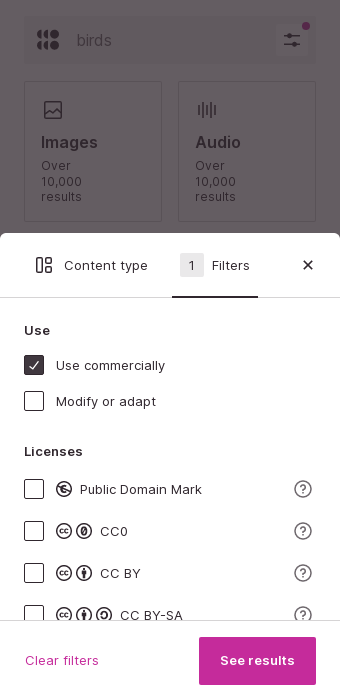 birds
Images
Audio
Over
10,000
results
Over
10,000
results
Content type
1 Filters
Use
Use commercially
Modify or adapt
Licenses
Public Domain Mark
CC0
CC BY
CC BY-SA
Clear filters
See results